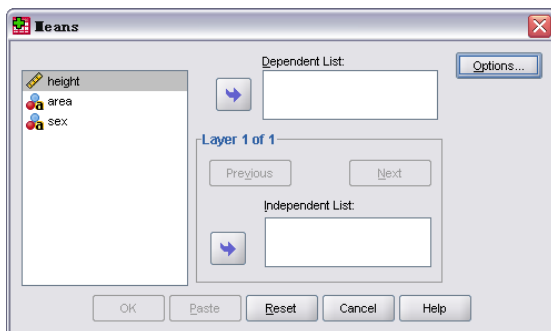 Means
Dependent List:
Options...
height
area
sex
Layer 1 of 1
Previous
Next
Independent List:
OK
Paste
Reset
Cancel
Help